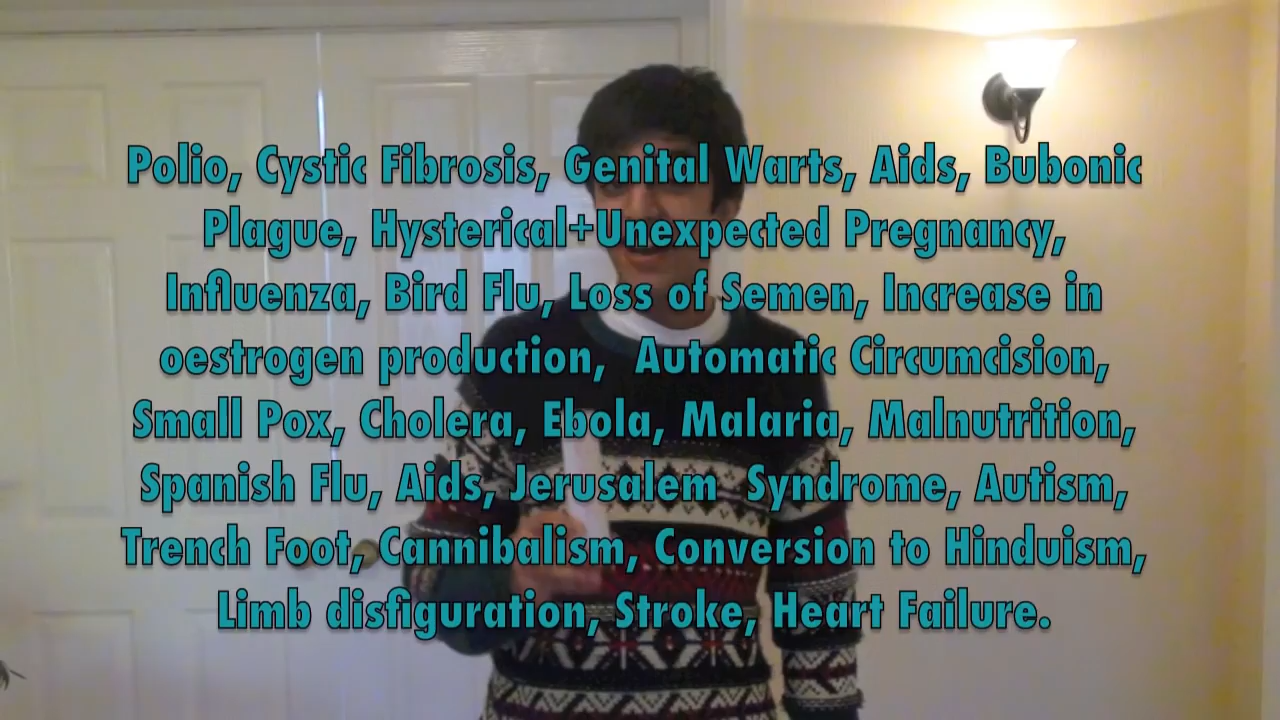 Polio, Cystic Fibrosis, Genital Warts, Aids, Bubonic
Plague, Hysterical+Unexpected Pregnancy,
Influenza, Bird Flu, Loss of Semen, Increase in
oestrogen production, Automatic Circumcision,
Small Pox, Cholera, Ebola, Malaria, Malnutrition,
Spanish Flu, Aids, Jerusalem Syndrome, Autism,
Trench Foot, Cannibalism, Conversion to Hinduism,
Limb disfiguration, Stroke, Heart Failure.